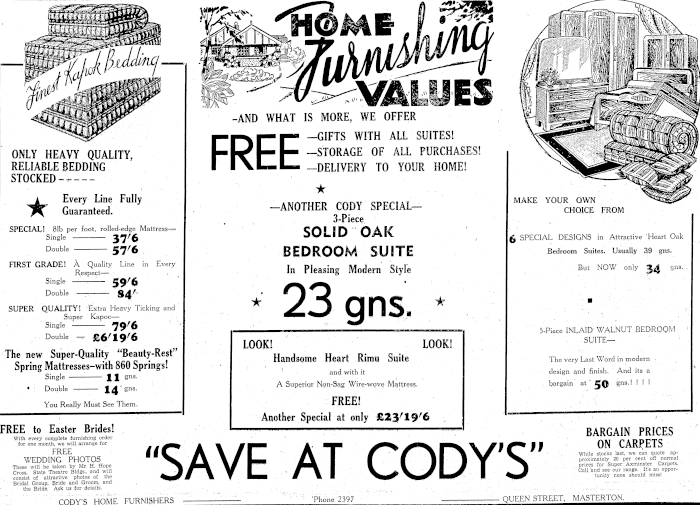 Finest Kapok Bedding
ONLY HEAVY QUALITY,
RELIABLE BEDDING
STOCKED -----
Every Line Fully
Guaranteed.
SPECIAL! 8lb per foot, rolled-edge Mattress—
Single —— 37'6
Double —— 57'6
FIRST GRADE! A Quality Line in Every
Respect—
Single —— 59'6
Double —— 84'
SUPER QUALITY! Extra Heavy Ticking and
Super Kapoc—
Single —— 79'6
Double — £6/19'6
The new Super-Quality "Beauty-Rest"
Spring Mattresses—with 860 Springs!
Single —— 11 gns.
Double —— 14 gns.
You Really Must See Them.
FREE to Easter Brides!
With every complete furnishing order
for one month, we will arrange for
FREE
WEDDING PHOTOS
These will be taken by Mr H. Hope
Cross, State Theatre Bldgs. and will
consist of attractive photos of the
Bridal Group, Bride and Groom, and
the Bride. Ask us for details.
HOME
Furnishing
VALUES
-AND WHAT IS MORE, WE OFFER
FREE
—GIFTS WITH ALL SUITES!
—STORAGE OF ALL PURCHASES!
—DELIVERY TO YOUR HOME!
—ANOTHER CODY SPECIAL—
3-Piece
SOLID OAK
BEDROOM SUITE
In Pleasing Modern Style
23 gns.
LOOK! LOOK!
Handsome Heart Rimu Suite
and with it
A Superior Non-Sag Wire-wove Mattress.
FREE!
Another Special at only £23/19'6
MAKE YOUR OWN
CHOICE FROM
6 SPECIAL DESIGNS in Attractive Heart Oak
Bedroom Suites. Usually 39 gns.
But NOW only 34 gns.
5-Piece INLAID WALNUT BEDROOM
SUITE—
The very Last Word in modern
design and finish. And its a
bargain at 50 gns.!!!!
BARGAIN PRICES
ON CARPETS
While stocks last, we can quote ap-
proximately 20 per cent off normal
prices for Super Axminster Carpets.
Call and see our range. It's an oppor-
tunity none should miss!
"SAVE AT CODY'S"
CODY'S HOME FURNISHERS —— 'Phone 2397 —— QUEEN STREET, MASTERTON.